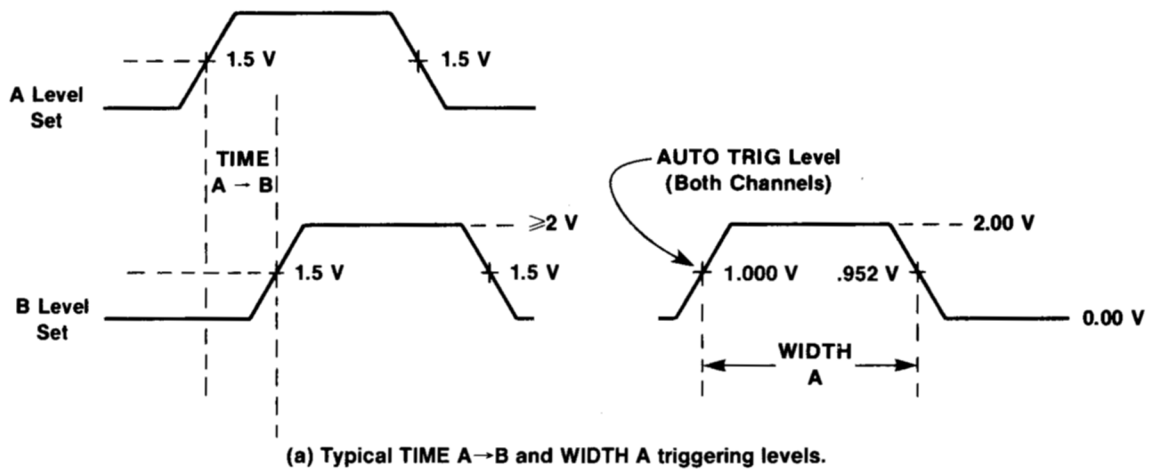 1.5 V
1.5 V
A Level
Set
TIME
A → B
AUTO TRIG Level
(Both Channels)
≥2 V
2.00 V
1.5 V
1.5 V
1.000 V
.952 V
B Level
Set
0.00 V
WIDTH
A
(a) Typical TIME A→B and WIDTH A triggering levels.